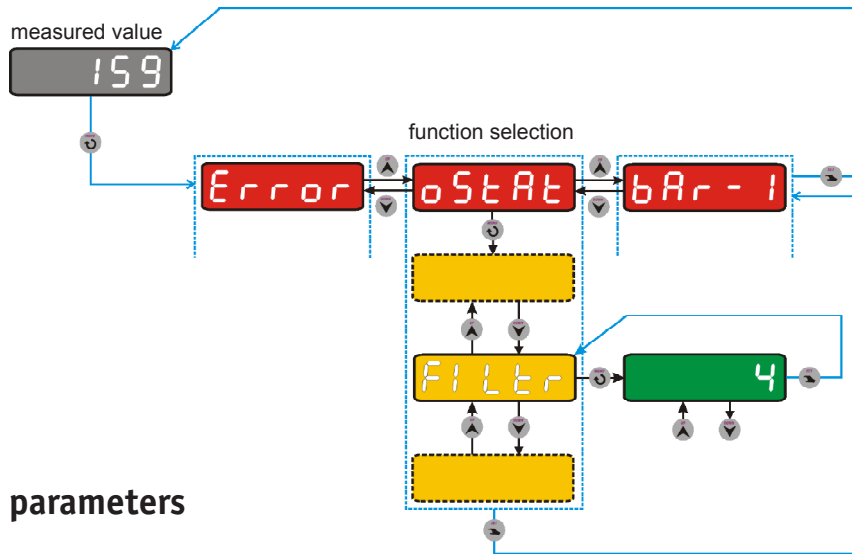 measured value
159
function selection
Error
oStAt
bAr-1
FILtr
4
parameters